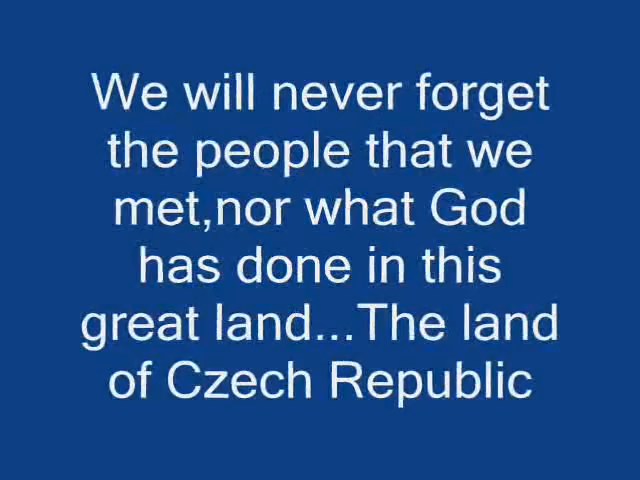 We will never forget
the people that we
met,nor what God
has done in this
great land...The land
of Czech Republic